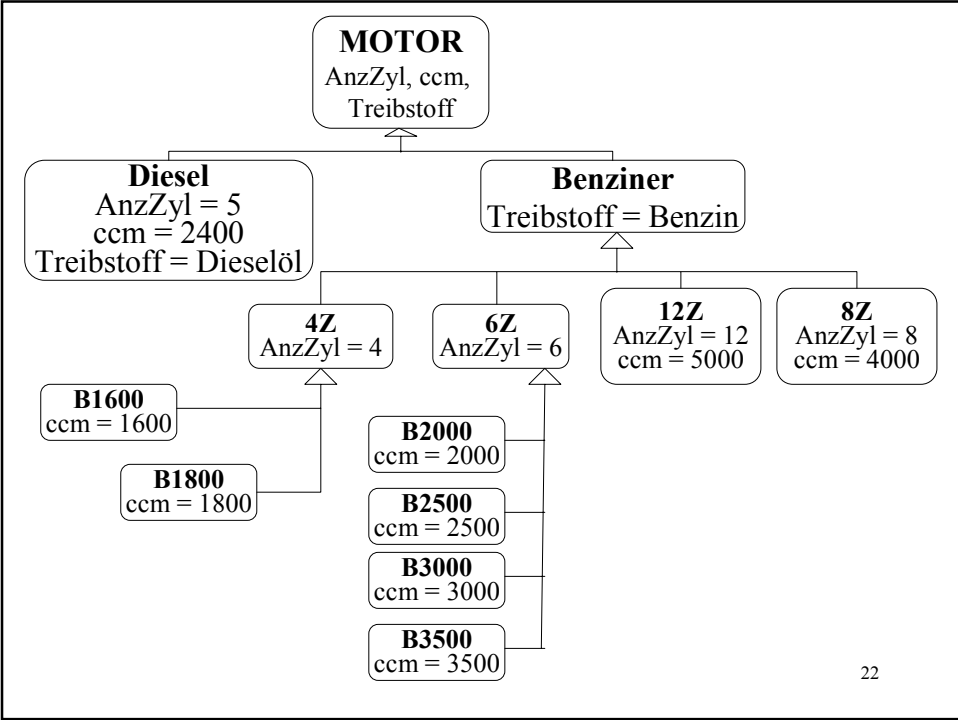 MOTOR
AnzZyl, ccm,
Treibstoff
Diesel
AnzZyl = 5
ccm = 2400
Treibstoff = Dieselöl
Benziner
Treibstoff = Benzin
4Z
AnzZyl = 4
6Z
AnzZyl = 6
12Z
AnzZyl = 12
ccm = 5000
8Z
AnzZyl = 8
ccm = 4000
B1600
ccm = 1600
B1800
ccm = 1800
B2000
ccm = 2000
B2500
ccm = 2500
B3000
ccm = 3000
B3500
ccm = 3500
22